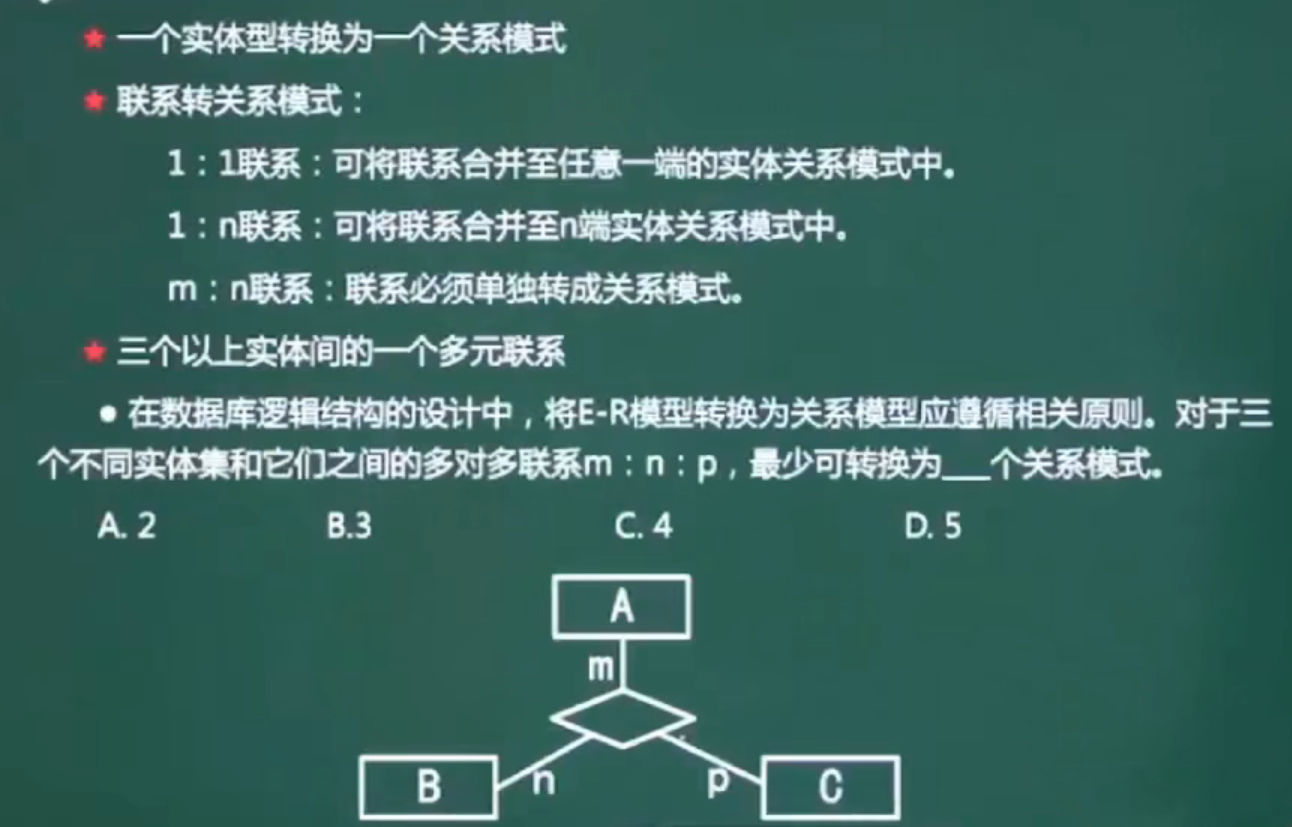 ★ 一个实体型转换为一个关系模式
★ 联系转关系模式：
1：1联系：可将联系合并至任意一端的实体关系模式中。
1：n联系：可将联系合并至n端实体关系模式中。
m：n联系：联系必须单独转成关系模式。
★ 三个以上实体间的一个多元联系
● 在数据库逻辑结构的设计中，将E-R模型转换为关系模型应遵循相关原则。对于三
个不同实体集和它们之间的多对多联系m：n：p，最少可转换为___个关系模式。
A. 2 B.3 C. 4 D. 5
A
m
B n p C